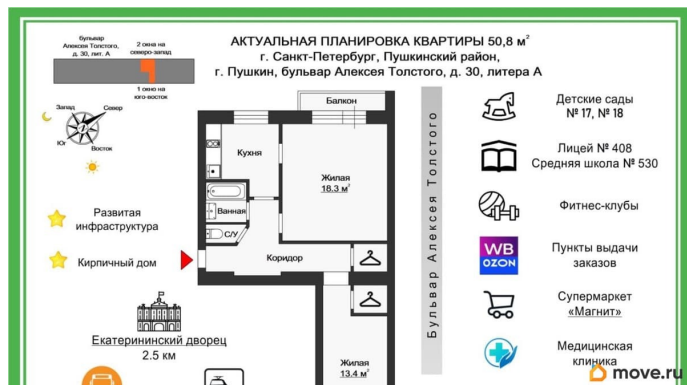 АКТУАЛЬНАЯ ПЛАНИРОВКА КВАРТИРЫ 50,8 м²
г. Санкт-Петербург, Пушкинский район,
г. Пушкин, бульвар Алексея Толстого, д. 30, литера А
бульвар
Алексея Толстого,
д. 30, лит. А
2 окна на
северо-запад
1 окно на
юго-восток
Запад
Север
Юг
Восток
Развитая
инфраструктура
Кирпичный дом
Екатерининский дворец
2.5 км
Балкон
Кухня
Жилая
18.3 м²
Ванная
С/У
Коридор
Жилая
13.4 м²
Бульвар Алексея Толстого
Детские сады
№ 17, № 18
Лицей № 408
Средняя школа № 530
Фитнес-клубы
WB
OZON
Пункты выдачи
заказов
Супермаркет
«Магнит»
Медицинская
клиника
move.ru